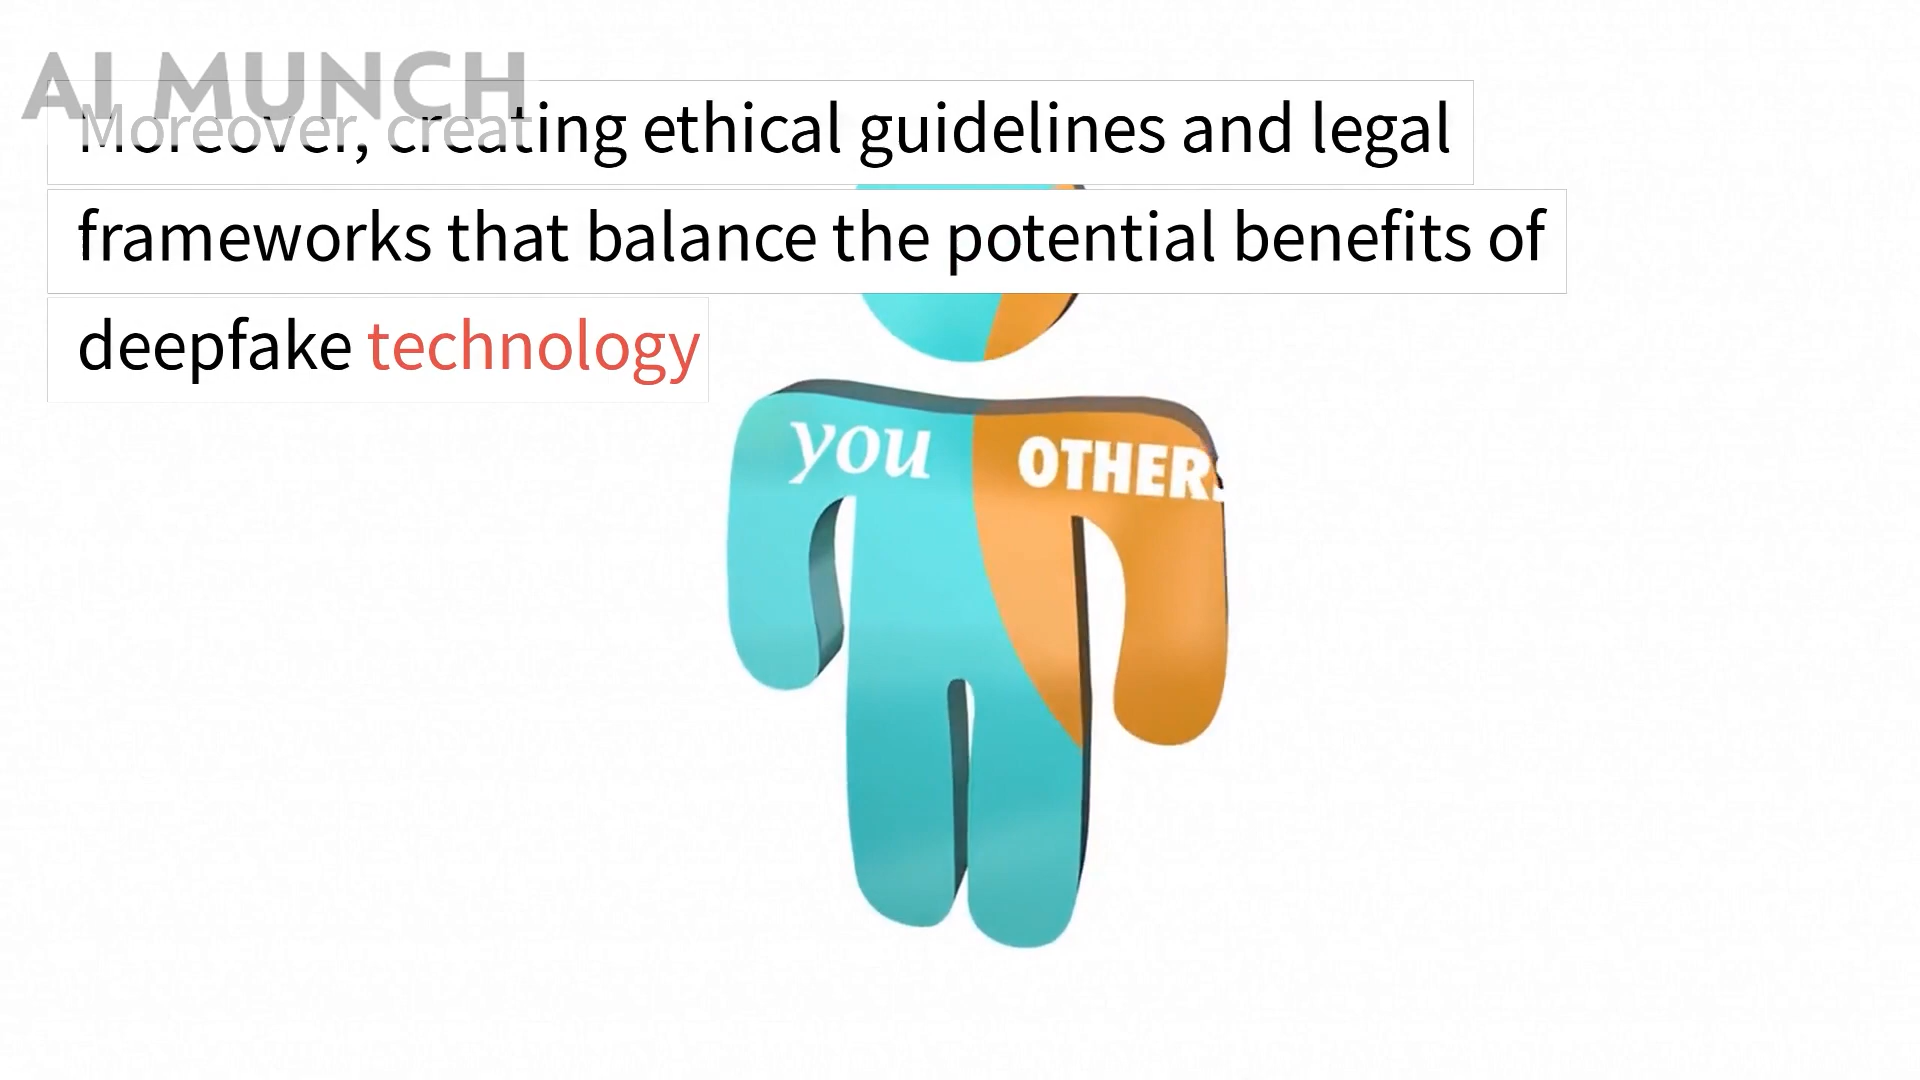 AI MUNCH
Moreover, creating ethical guidelines and legal
frameworks that balance the potential benefits of
deepfake technology
you
OTHERS